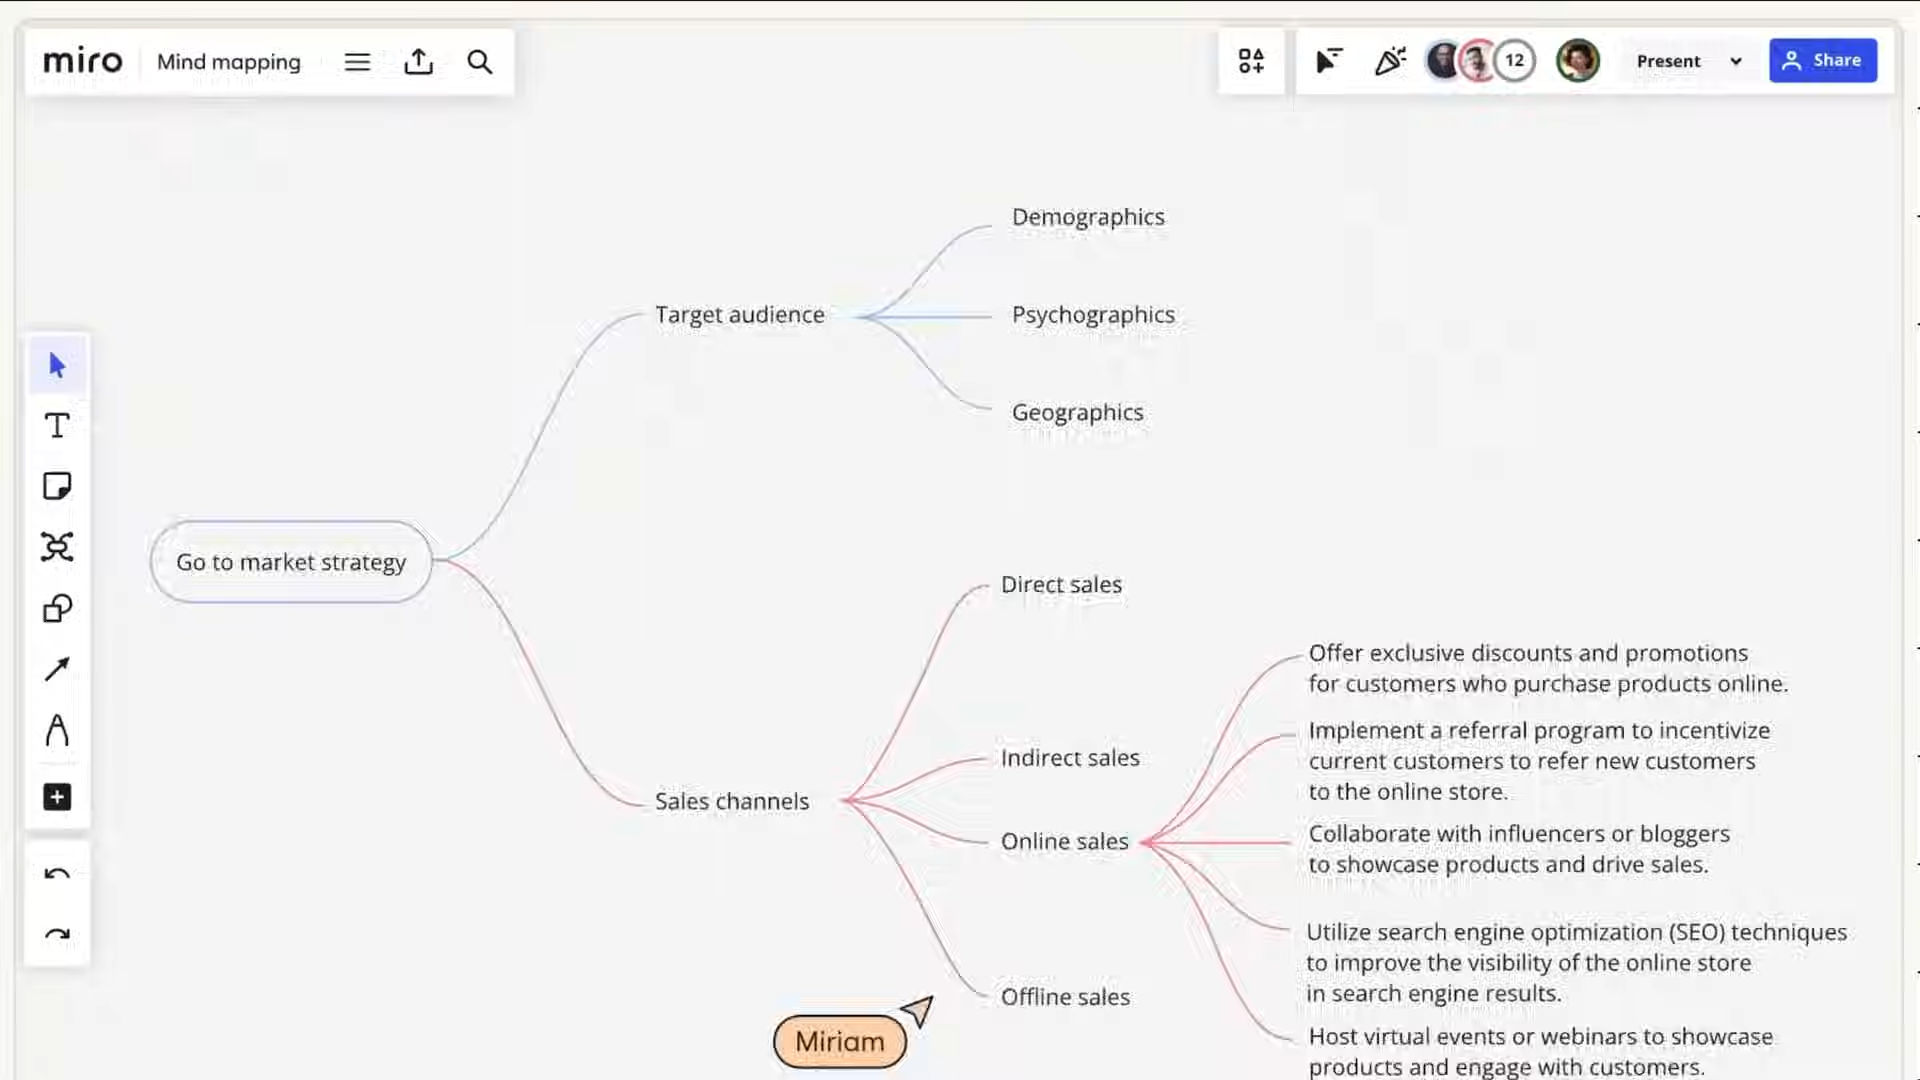 miro
Mind mapping
12
Present
Share
Demographics
Target audience
Psychographics
Geographics
Go to market strategy
Direct sales
Indirect sales
Sales channels
Online sales
Offline sales
Offer exclusive discounts and promotions
for customers who purchase products online.
Implement a referral program to incentivize
current customers to refer new customers
to the online store.
Collaborate with influencers or bloggers
to showcase products and drive sales.
Utilize search engine optimization (SEO) techniques
to improve the visibility of the online store
in search engine results.
Host virtual events or webinars to showcase
products and engage with customers.
Miriam